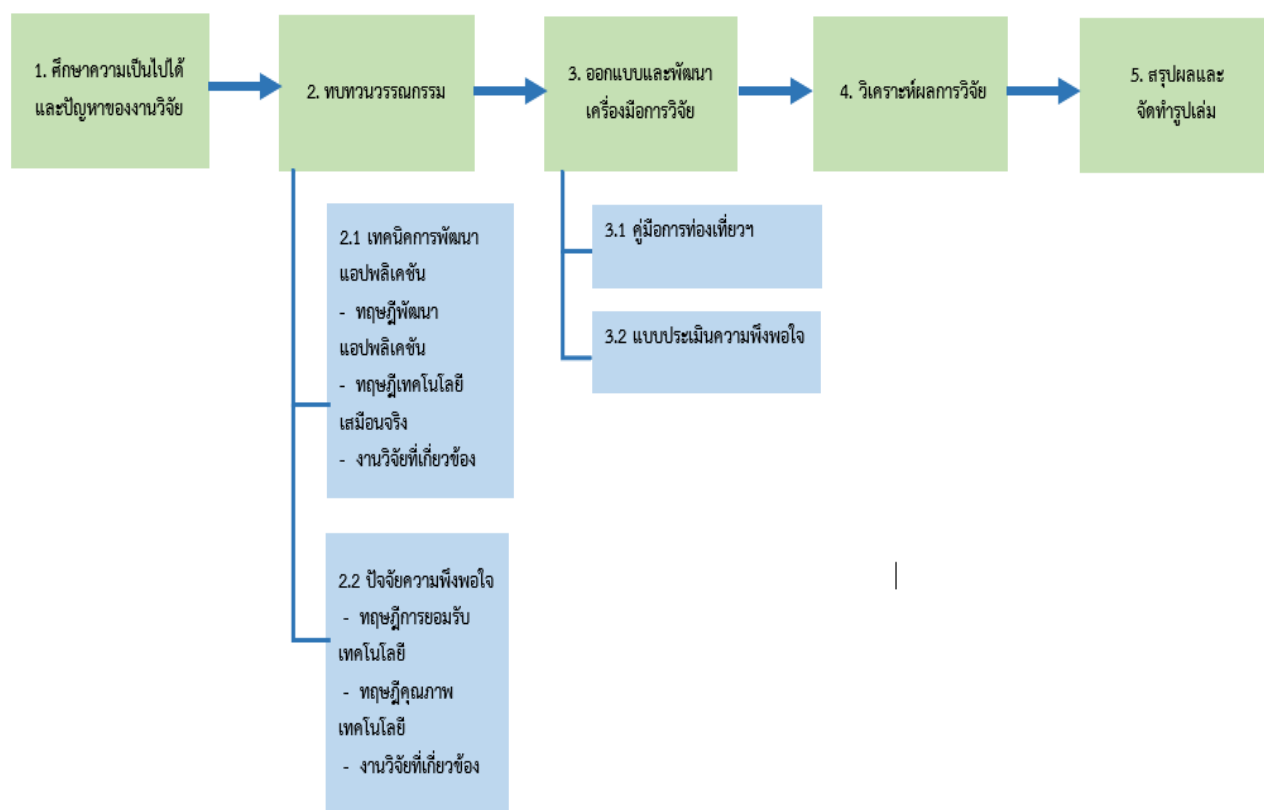 1. ศึกษาความเป็นไปได้
และปัญหาของงานวิจัย
2. ทบทวนวรรณกรรม
3. ออกแบบและพัฒนา
เครื่องมือการวิจัย
4. วิเคราะห์ผลการวิจัย
5. สรุปผลและ
จัดทำรูปเล่ม
2.1 เทคนิคการพัฒนา
แอปพลิเคชัน
- ทฤษฎีพัฒนา
แอปพลิเคชัน
- ทฤษฎีเทคโนโลยี
เสมือนจริง
- งานวิจัยที่เกี่ยวข้อง
2.2 ปัจจัยความพึงพอใจ
- ทฤษฎีการยอมรับ
เทคโนโลยี
- ทฤษฎีคุณภาพ
เทคโนโลยี
- งานวิจัยที่เกี่ยวข้อง
3.1 คู่มือการท่องเที่ยวฯ
3.2 แบบประเมินความพึงพอใจ